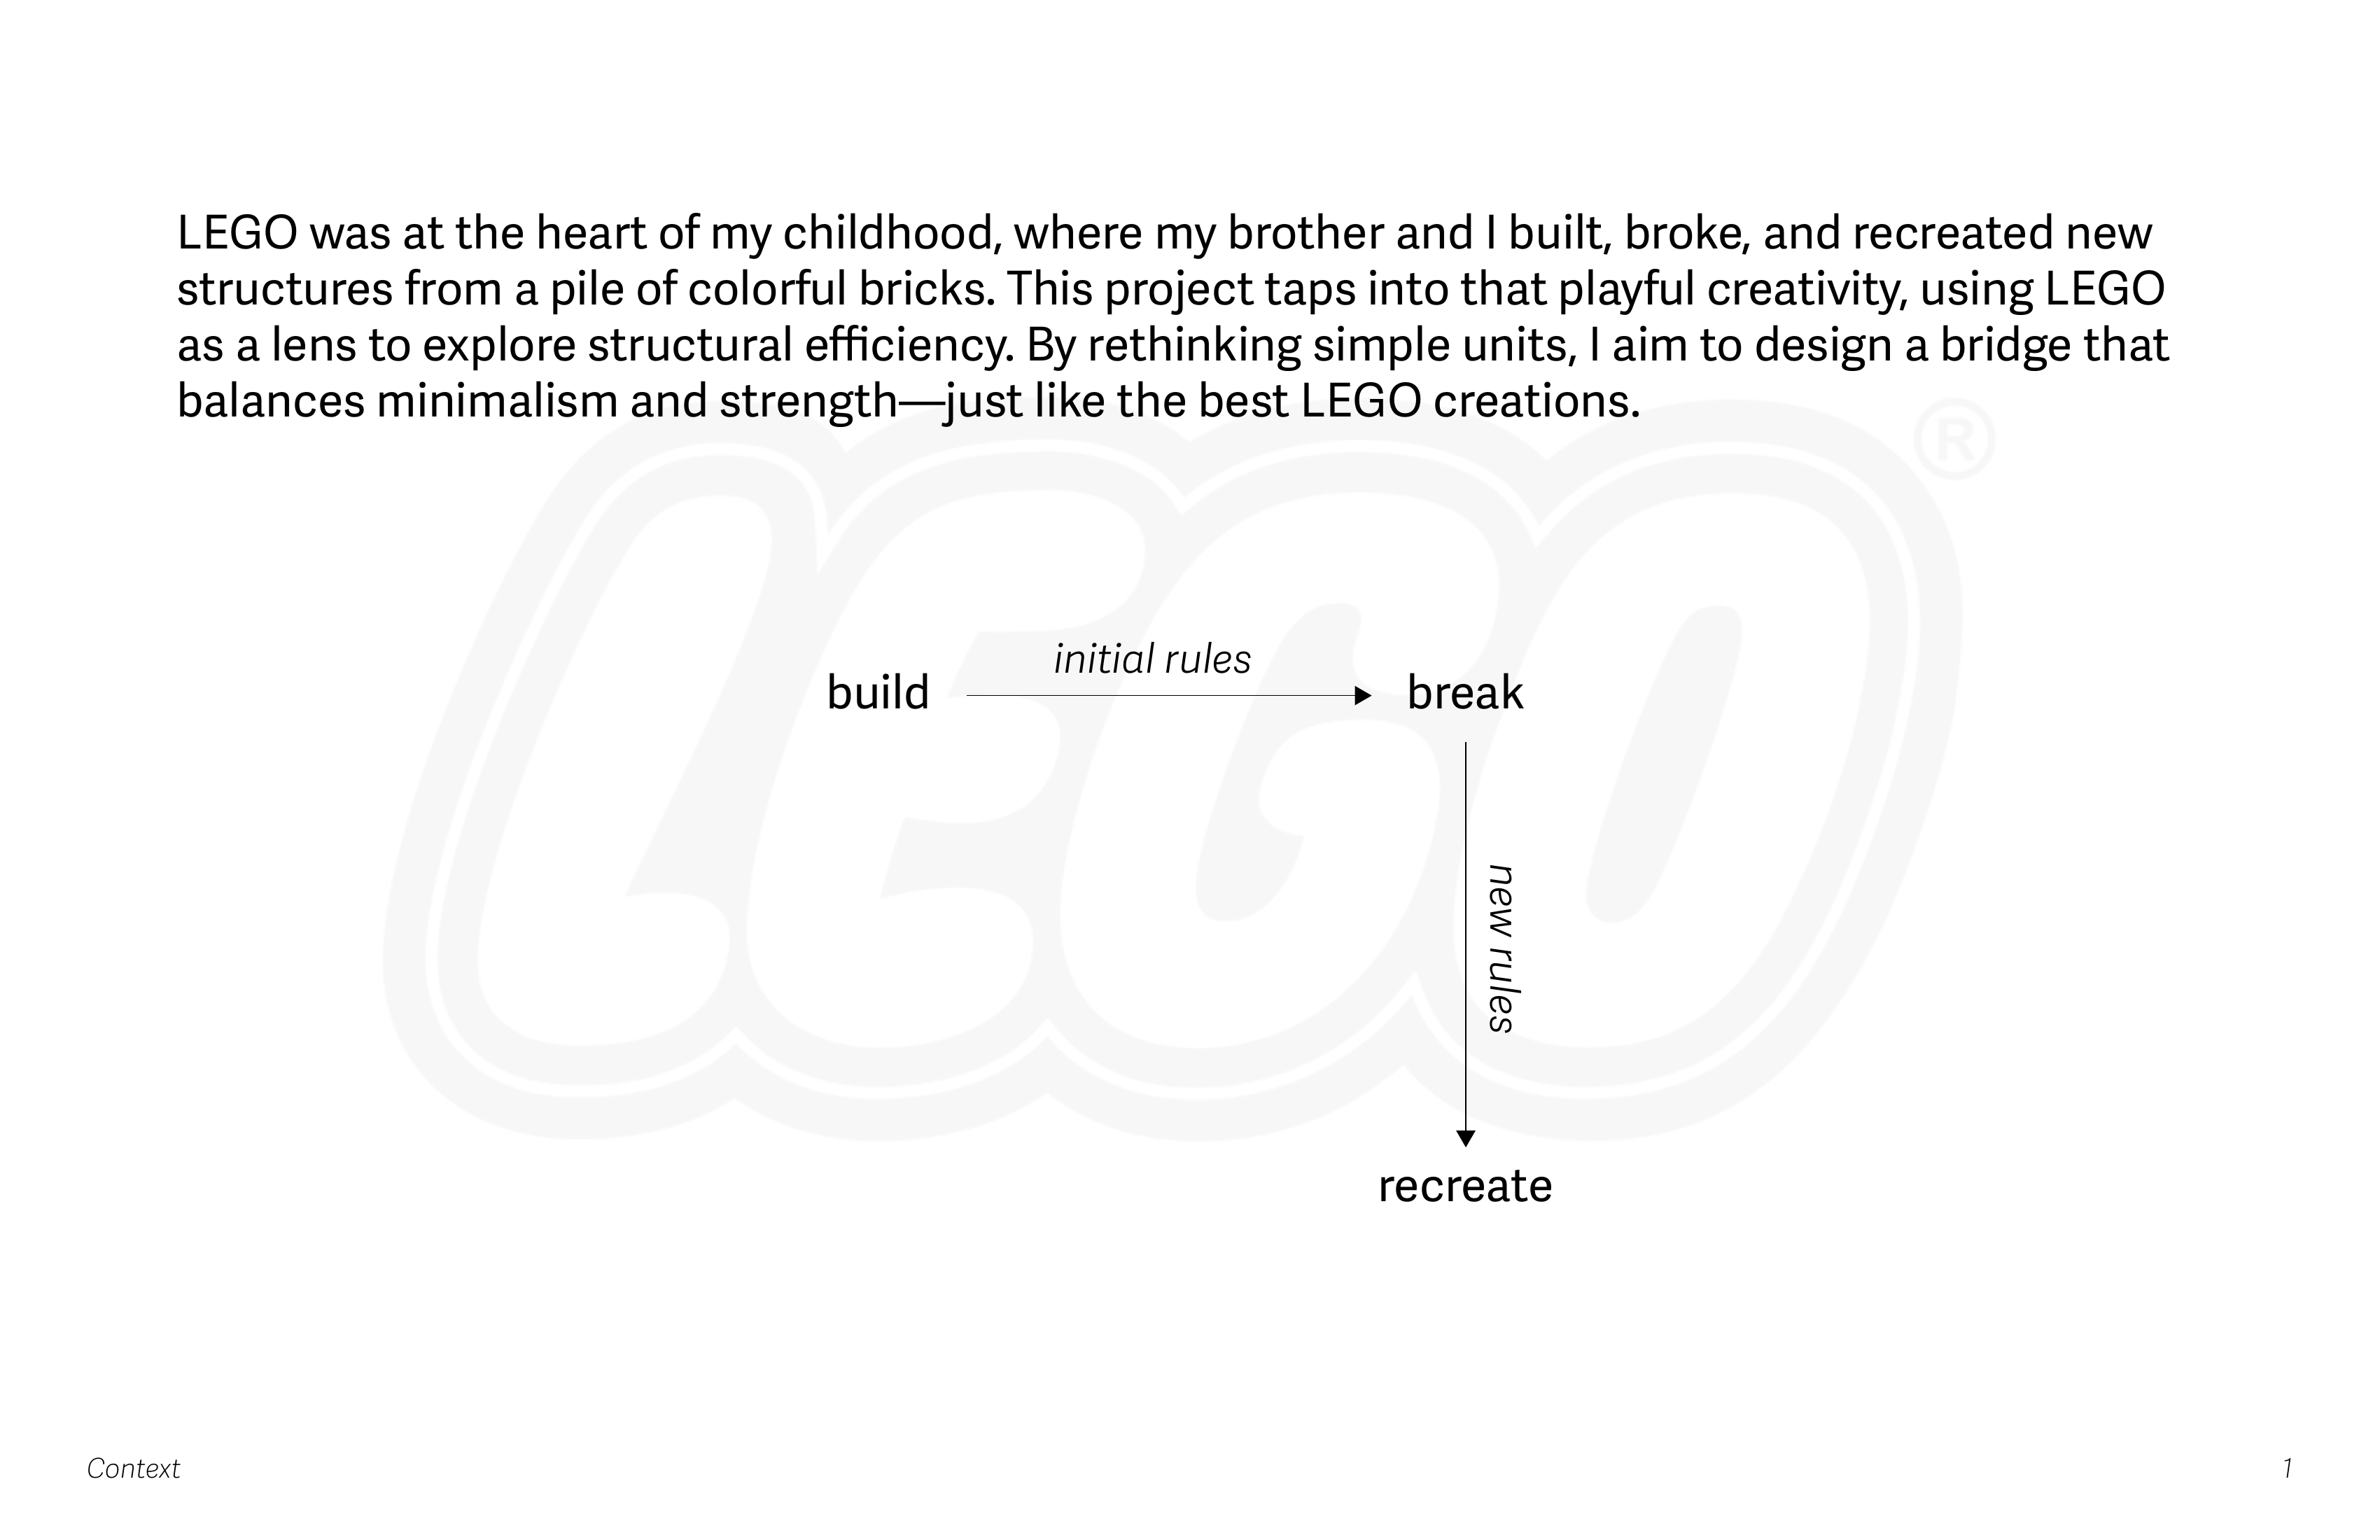 LEGO was at the heart of my childhood, where my brother and I built, broke, and recreated new
structures from a pile of colorful bricks. This project taps into that playful creativity, using LEGO
as a lens to explore structural efficiency. By rethinking simple units, I aim to design a bridge that
balances minimalism and strength—just like the best LEGO creations.
LEGO®
initial rules
build
break
new rules
recreate
Context
1